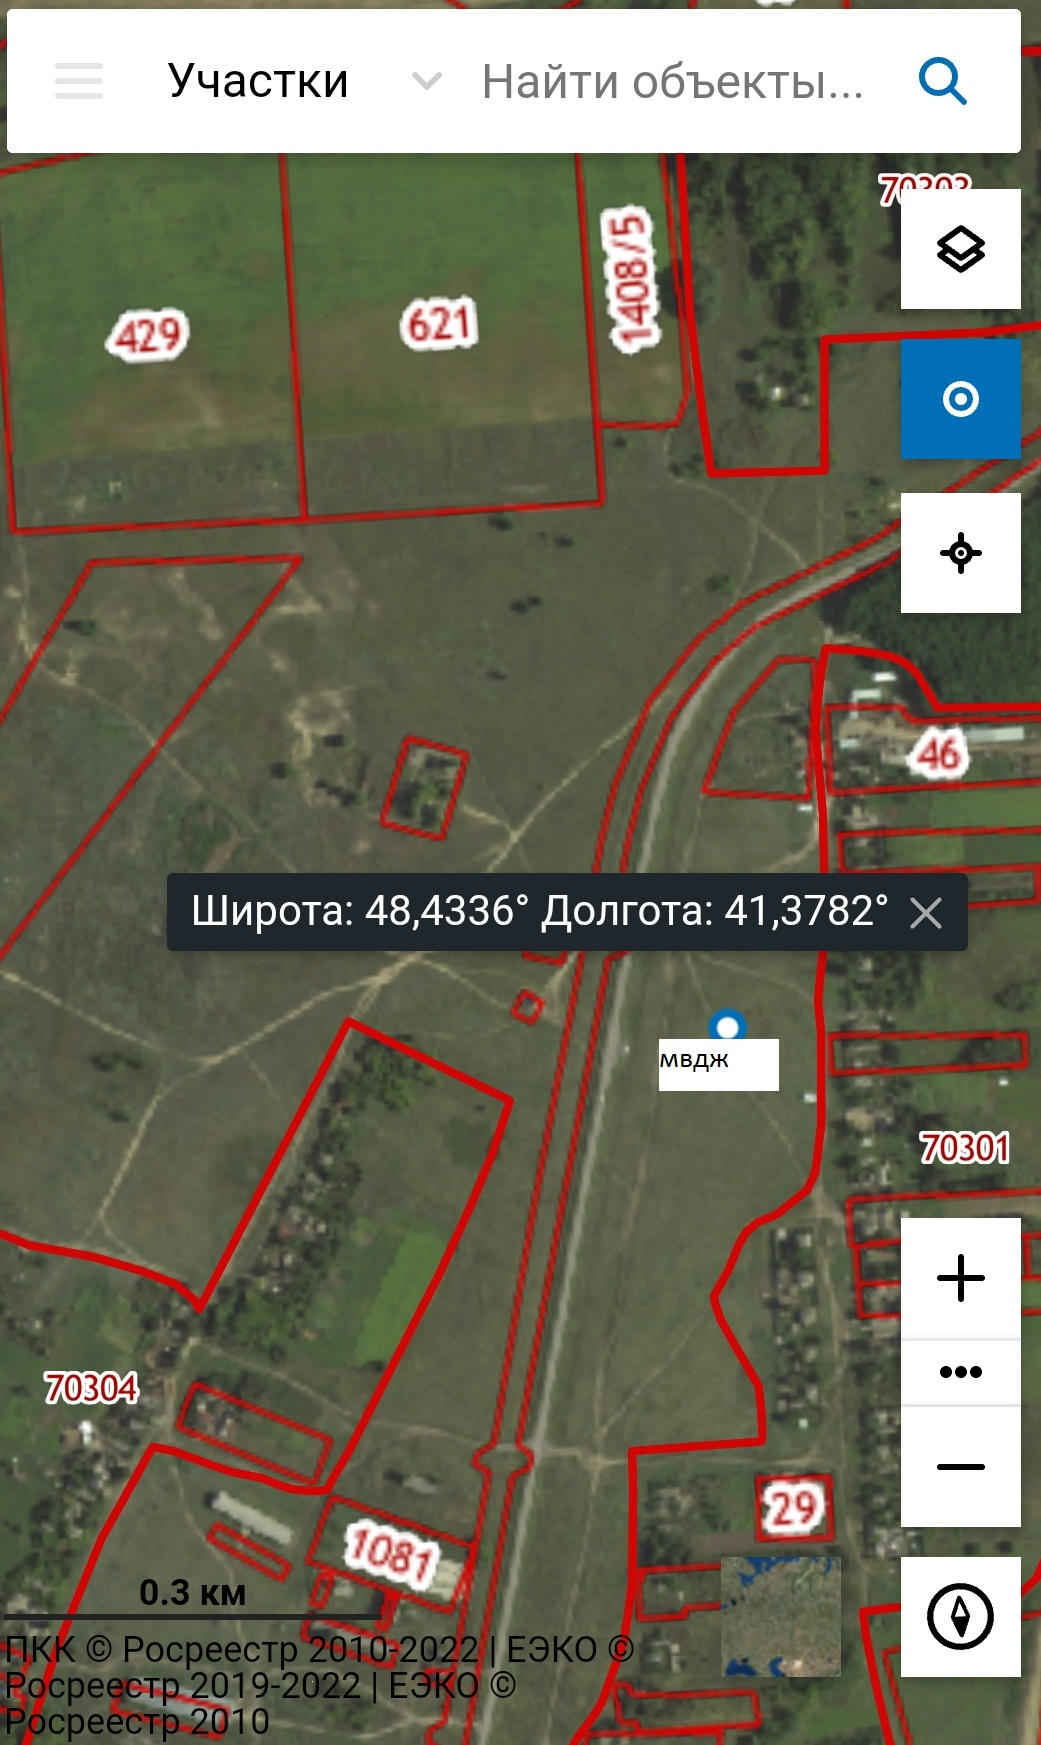 Участки
Найти объекты...
70303
1408/5
429
621
46
Широта: 48,4336° Долгота: 41,3782°
мвдж
70301
70304
29
1081
0.3 км
ПКК © Росреестр 2010-2022 | ЕЭКО ©
Росреестр 2019-2022 | ЕЭКО ©
Росреестр 2010